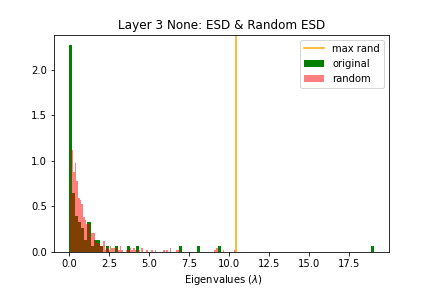 Layer 3 None: ESD & Random ESD
max rand
original
random
2.0
1.5
1.0
0.5
0.0
0.0 2.5 5.0 7.5 10.0 12.5 15.0 17.5
Eigenvalues (λ)